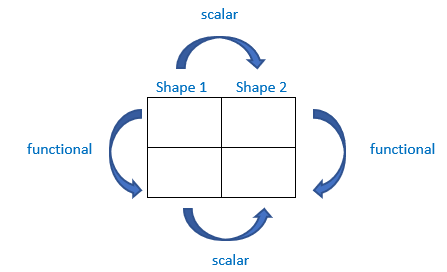 scalar
Shape 1 Shape 2
functional
functional
scalar